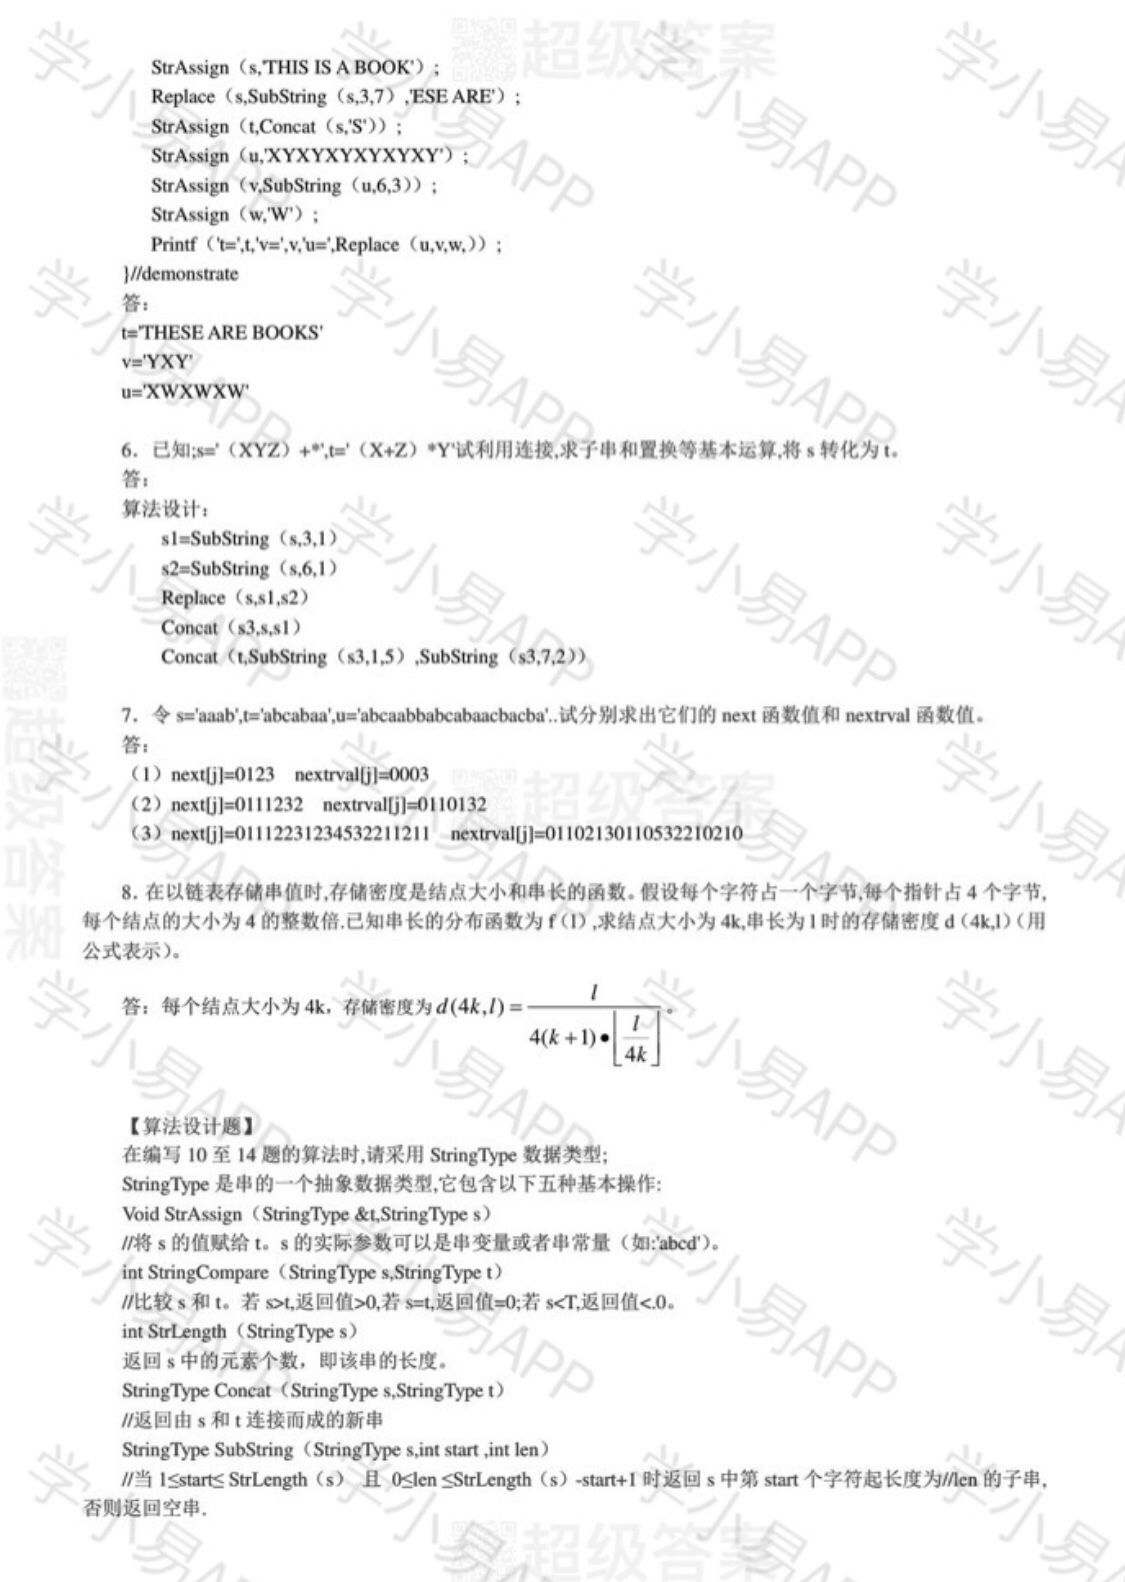 StrAssign（s,'THIS IS A BOOK'）;
Replace（s,SubString（s,3,7）,'ESE ARE'）;
StrAssign（t,Concat（s,'S'））;
StrAssign（u,'XYXYXYXYXYXY'）;
StrAssign（v,SubString（u,6,3））;
StrAssign（w,'W'）;
Printf（'t=',t,'v=',v,'u=',Replace（u,v,w,））;
}//demonstrate
答：
t='THESE ARE BOOKS'
v='YXY'
u='XWXWXW'
6．已知;s='（XYZ）+*',t='（X+Z）*Y'试利用连接,求子串和置换等基本运算,将 s 转化为 t。
答：
算法设计：
s1=SubString（s,3,1）
s2=SubString（s,6,1）
Replace（s,s1,s2）
Concat（s3,s,s1）
Concat（t,SubString（s3,1,5）,SubString（s3,7,2））
7．令 s='aaab',t='abcabaa',u='abcaabbabcabaacbacba'..试分别求出它们的 next 函数值和 nextrval 函数值。
答：
（1）next[j]=0123 nextrval[j]=0003
（2）next[j]=0111232 nextrval[j]=0110132
（3）next[j]=01112231234532211211 nextrval[j]=01102130110532210210
8．在以链表存储串值时,存储密度是结点大小和串长的函数。假设每个字符占一个字节,每个指针占 4 个字节,
每个结点的大小为 4 的整数倍.已知串长的分布函数为 f（l）,求结点大小为 4k,串长为 l 时的存储密度 d（4k,l）（用
公式表示）。
答：每个结点大小为 4k，存储密度为 d(4k,l) = l / 4(k+1)●⌊l/4k⌋。
【算法设计题】
在编写 10 至 14 题的算法时,请采用 StringType 数据类型;
StringType 是串的一个抽象数据类型,它包含以下五种基本操作:
Void StrAssign（StringType &t,StringType s）
//将 s 的值赋给 t。s 的实际参数可以是串变量或者串常量（如:'abcd'）。
int StringCompare（StringType s,StringType t）
//比较 s 和 t。若 s>t,返回值>0,若 s=t,返回值=0;若 s<T,返回值<.0。
int StrLength（StringType s）
返回 s 中的元素个数，即该串的长度。
StringType Concat（StringType s,StringType t）
//返回由 s 和 t 连接而成的新串
StringType SubString（StringType s,int start ,int len）
//当 1≤start≤ StrLength（s） 且 0≤len ≤StrLength（s）-start+1 时返回 s 中第 start 个字符起长度为//len 的子串,
否则返回空串.
学小易APP
超级答案